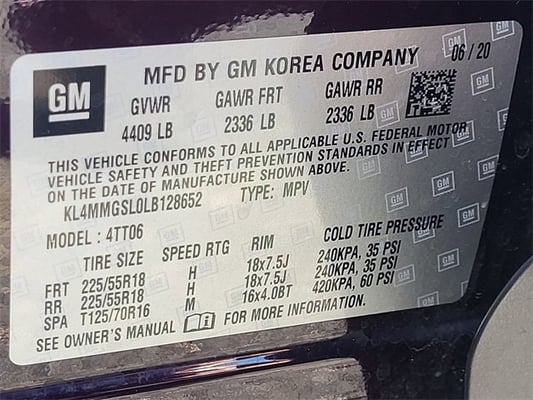 GM MFD BY GM KOREA COMPANY 06 / 20
GVWR GAWR FRT GAWR RR
4409 LB 2336 LB 2336 LB
THIS VEHICLE CONFORMS TO ALL APPLICABLE U.S. FEDERAL MOTOR
VEHICLE SAFETY AND THEFT PREVENTION STANDARDS IN EFFECT
ON THE DATE OF MANUFACTURE SHOWN ABOVE.
KL4MMGSL0LB128652 TYPE: MPV
MODEL : 4TT06
TIRE SIZE SPEED RTG RIM COLD TIRE PRESSURE
FRT 225/55R18 H 18x7.5J 240KPA, 35 PSI
RR 225/55R18 H 18x7.5J 240KPA, 35 PSI
SPA T125/70R16 M 16x4.0BT 420KPA, 60 PSI
SEE OWNER'S MANUAL FOR MORE INFORMATION.